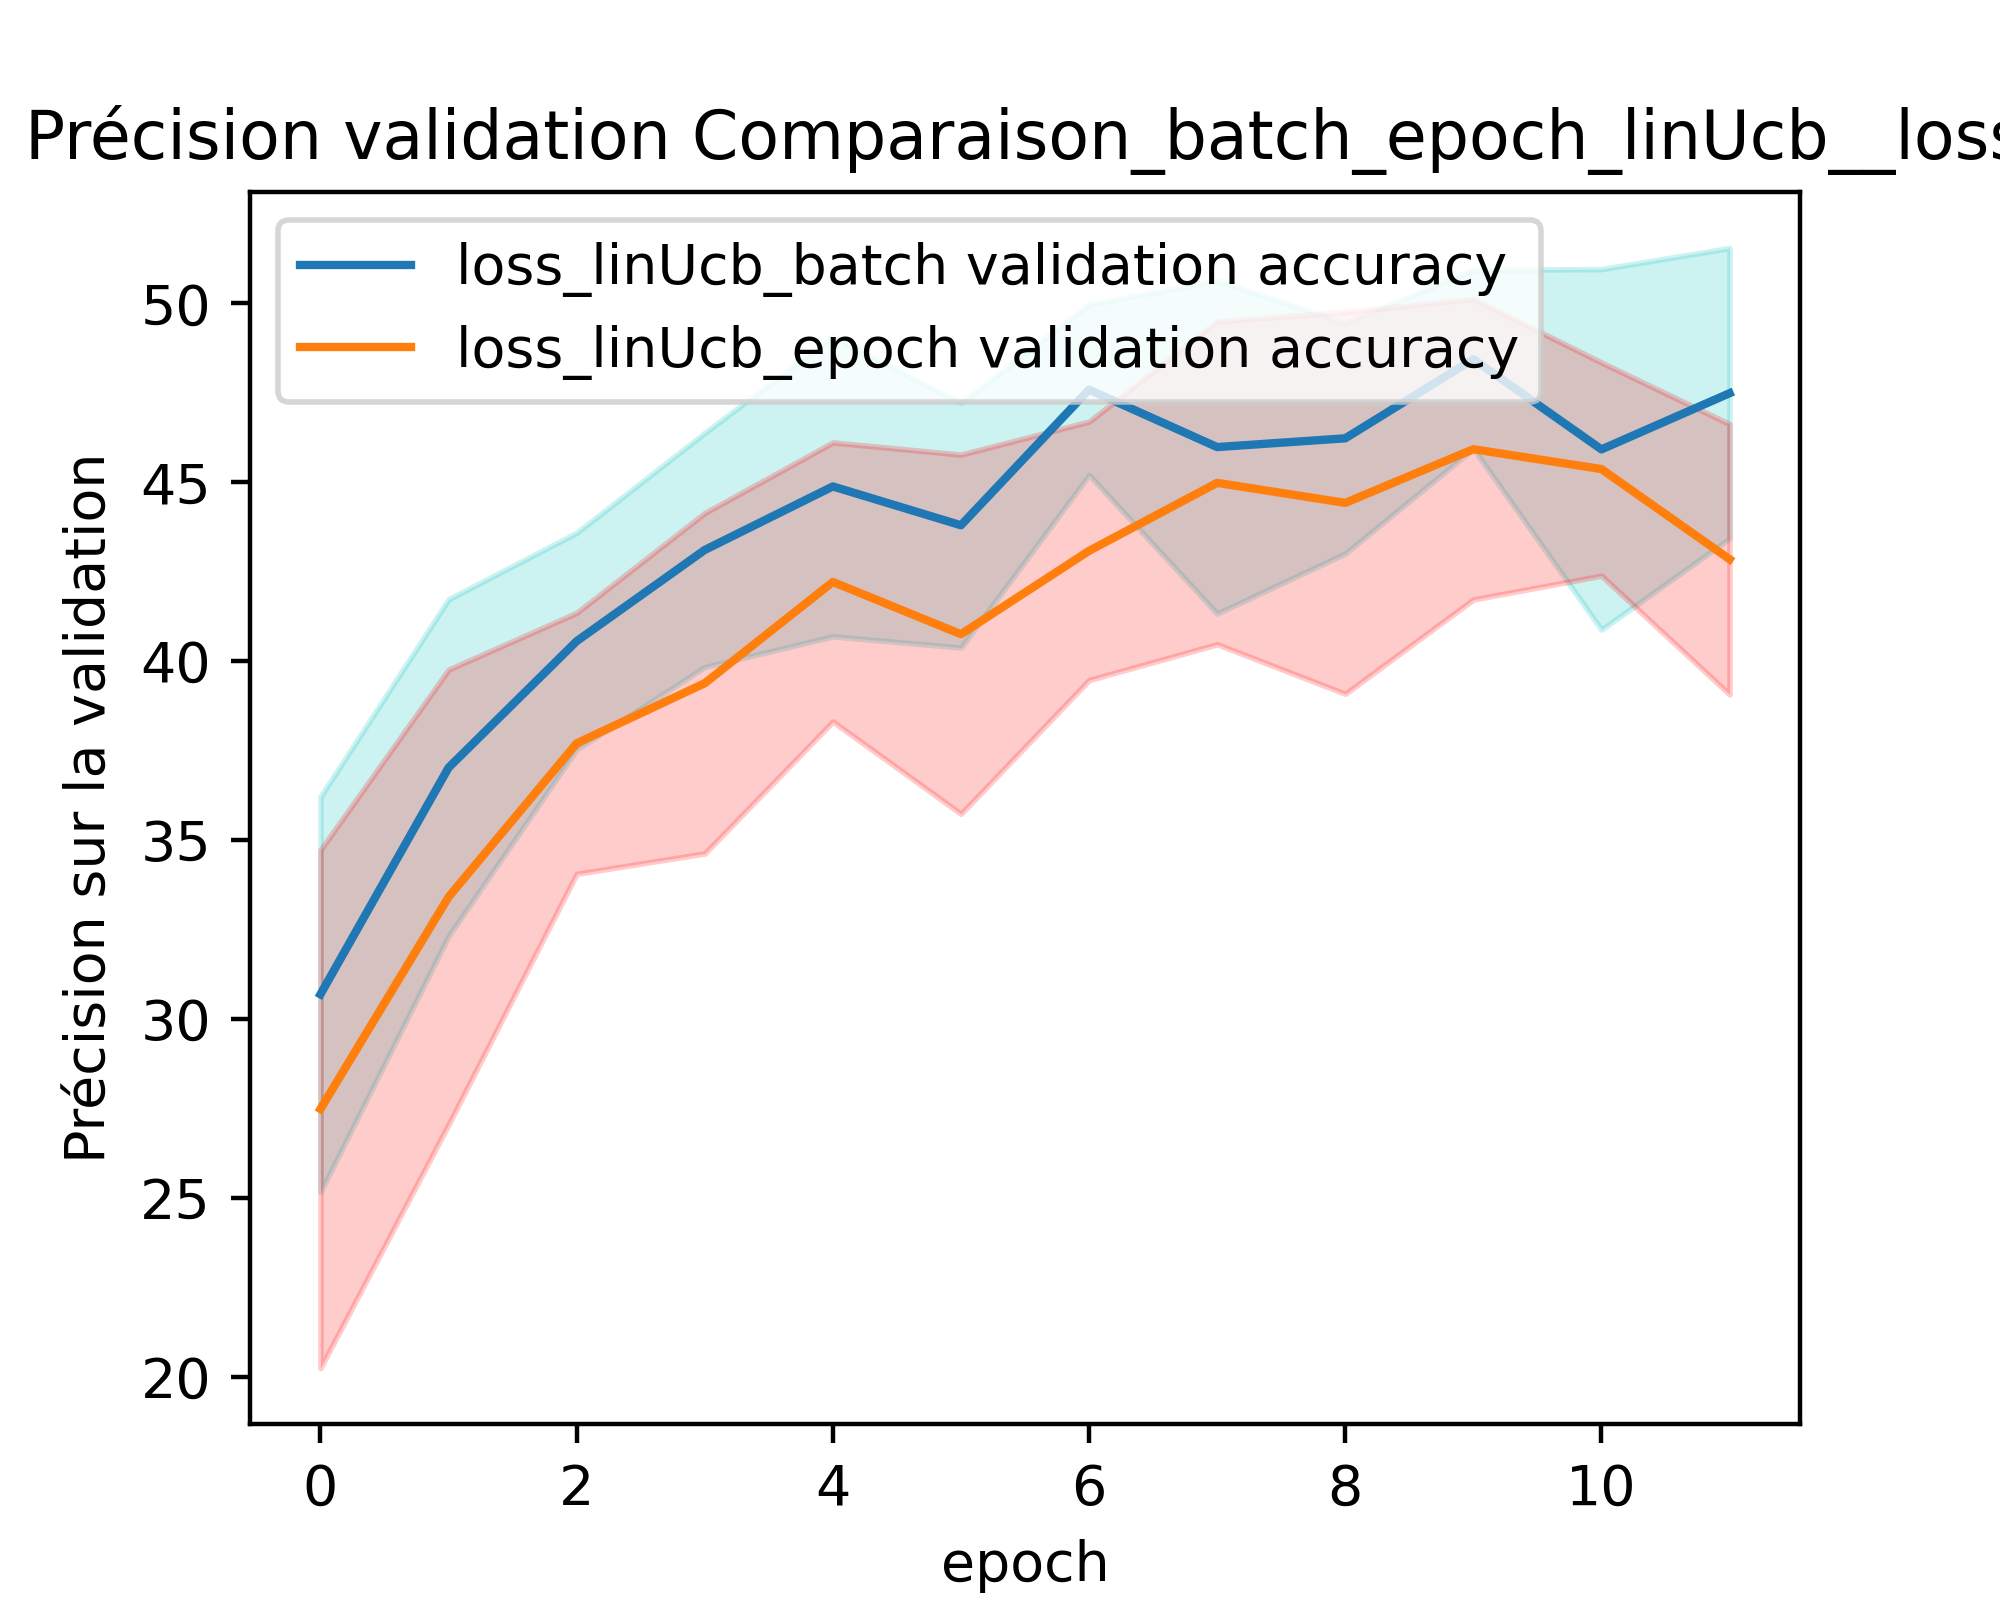 Précision validation Comparaison_batch_epoch_linUcb__loss
loss_linUcb_batch validation accuracy
loss_linUcb_epoch validation accuracy
Précision sur la validation
50
45
40
35
30
25
20
0 2 4 6 8 10
epoch